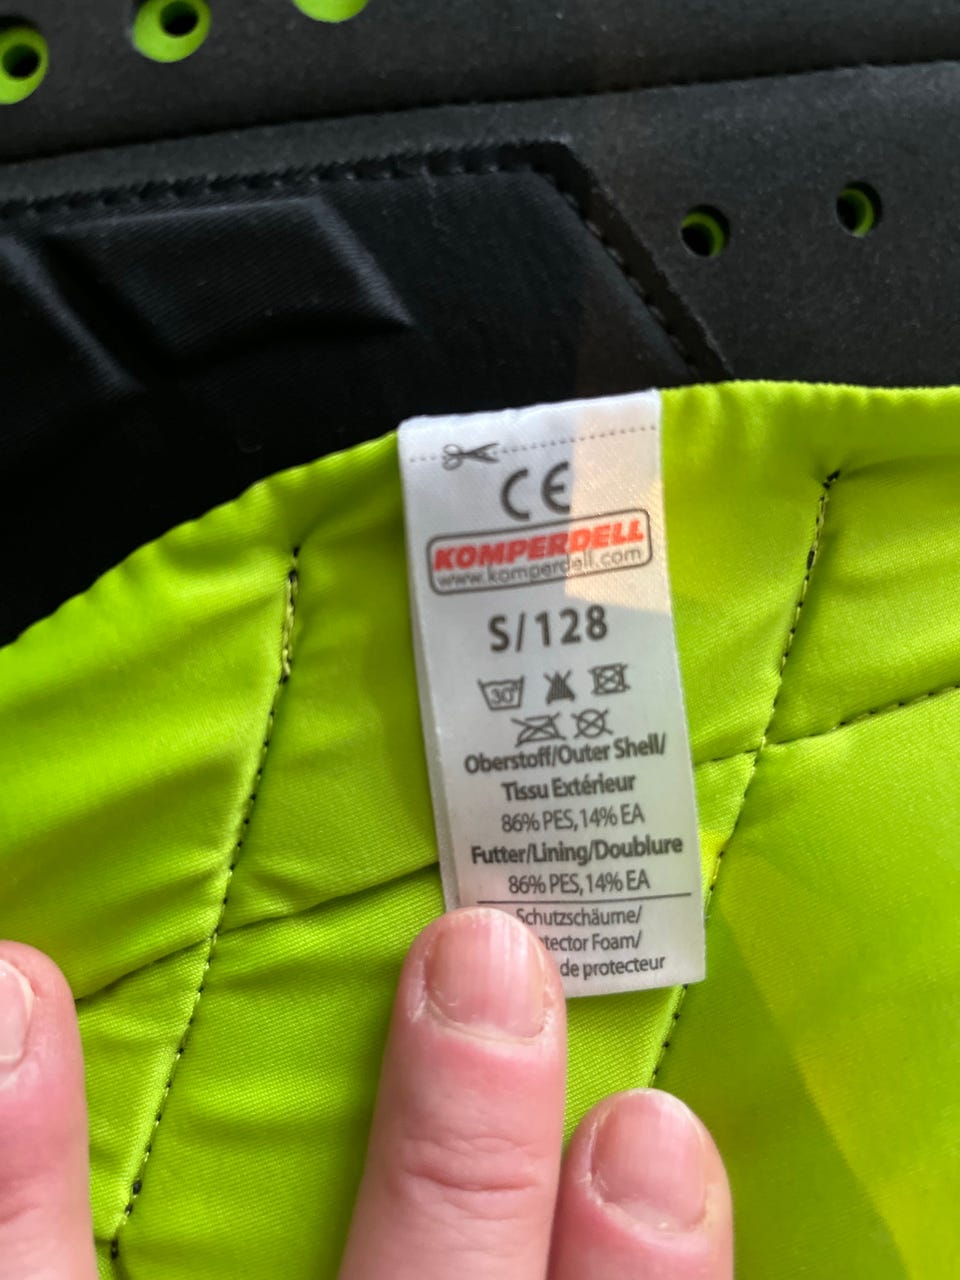 CE
KOMPERDELL
www.komperdell.com
S/128
30°
Oberstoff/Outer Shell/
Tissu Extérieur
86% PES, 14% EA
Futter/Lining/Doublure
86% PES, 14% EA
Schutzschäume/
Foam/
de protecteur